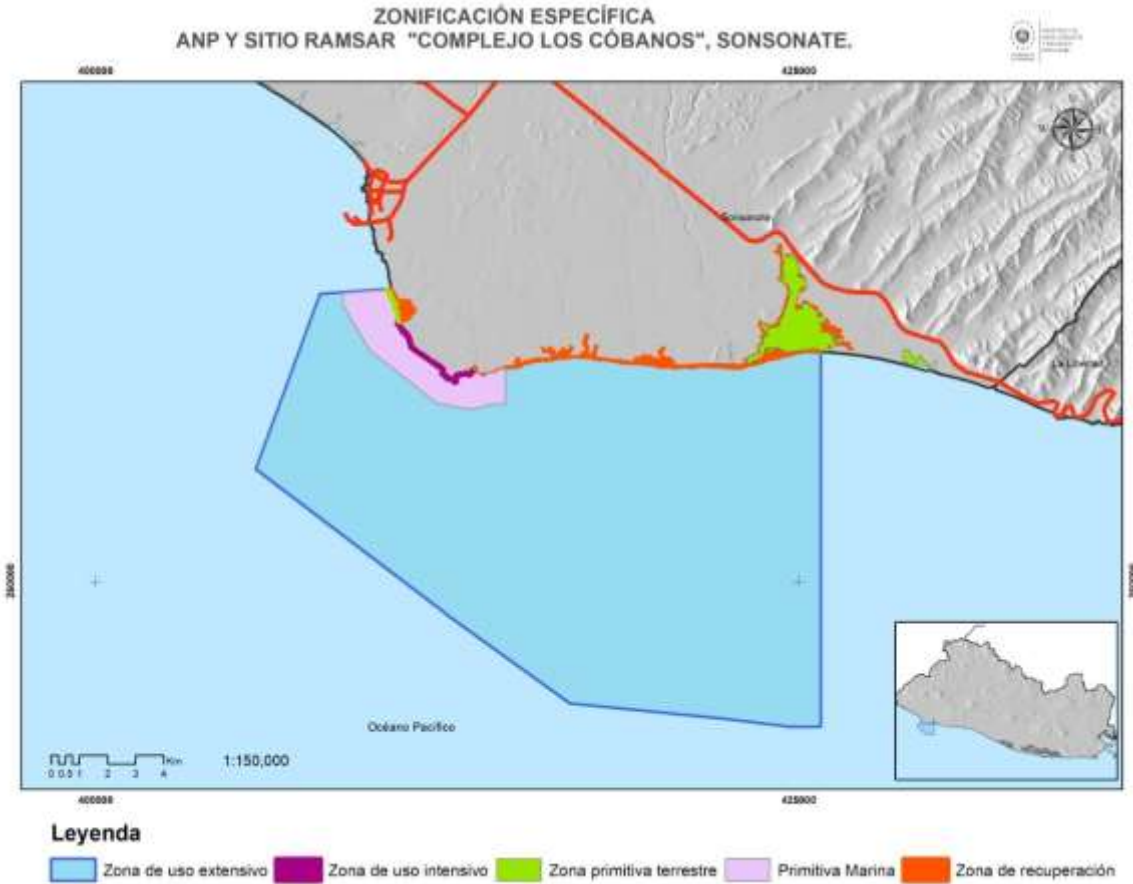 ZONIFICACIÓN ESPECÍFICA
ANP Y SITIO RAMSAR "COMPLEJO LOS CÓBANOS", SONSONATE.
400000
425000
Sonsonate
La Libertad
260000
260000
Océano Pacífico
0 0.5 1 2 3 4
Km
1:150,000
400000
425000
Leyenda
Zona de uso extensivo
Zona de uso intensivo
Zona primitiva terrestre
Primitiva Marina
Zona de recuperación